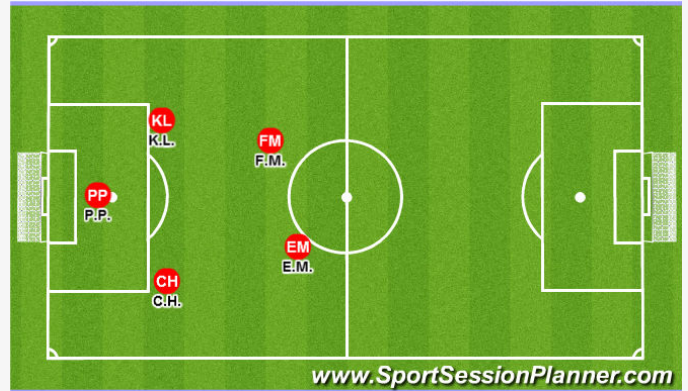 KL
K.L.
FM
F.M.
PP
P.P.
EM
E.M.
CH
C.H.
www.SportSessionPlanner.com